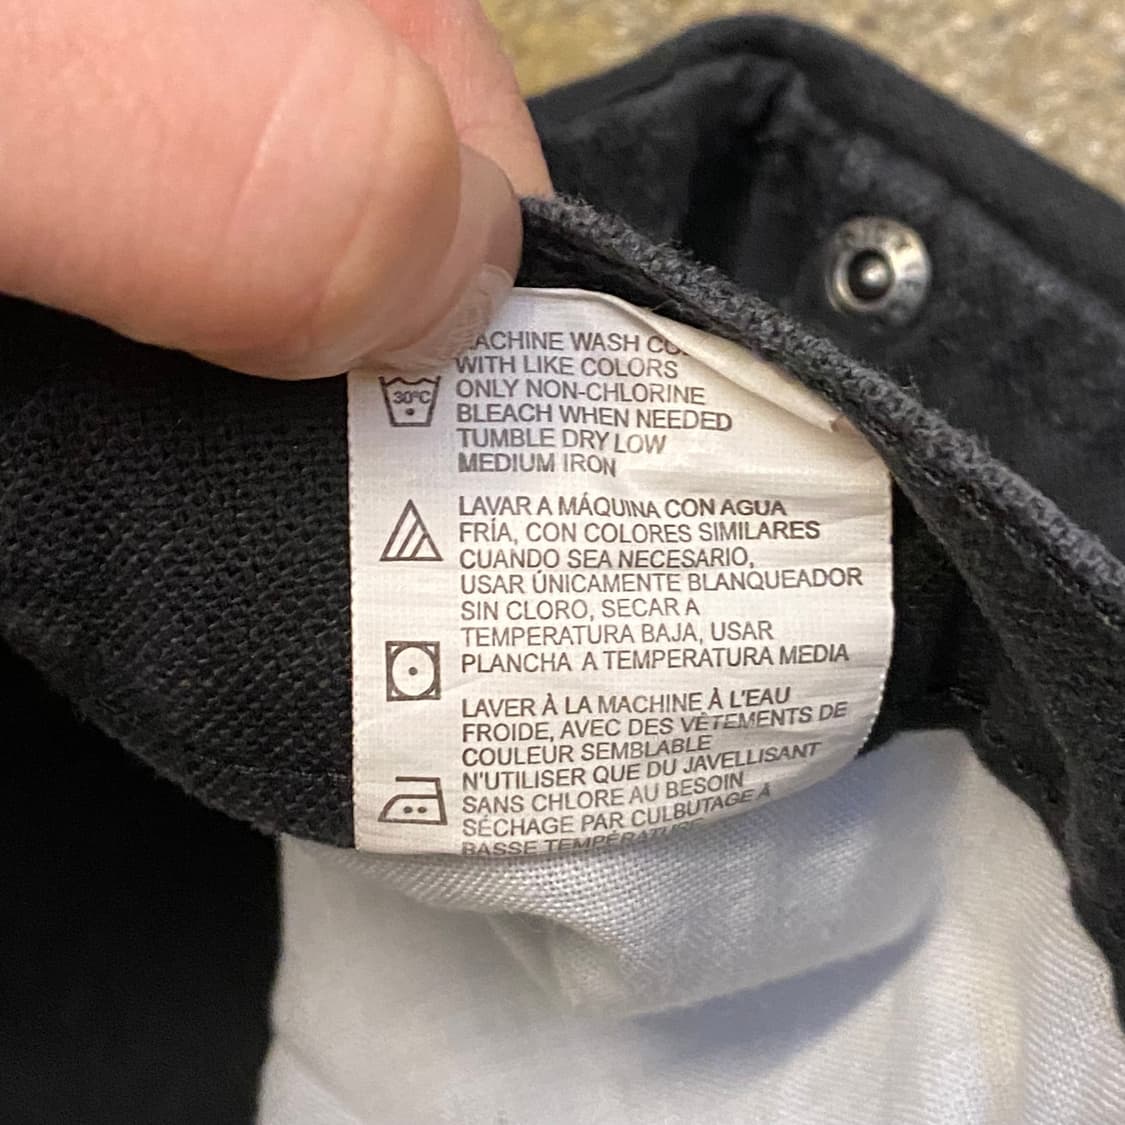 WASH
WITH LIKE COLORS
30°C
ONLY NON-CHLORINE
BLEACH WHEN NEEDED
TUMBLE DRY LOW
MEDIUM IRON
LAVAR A MÁQUINA CON AGUA
FRÍA, CON COLORES SIMILARES
CUANDO SEA NECESARIO,
USAR ÚNICAMENTE BLANQUEADOR
SIN CLORO, SECAR A
TEMPERATURA BAJA, USAR
PLANCHA A TEMPERATURA MEDIA
LAVER À LA MACHINE À L'EAU
FROIDE, AVEC DES VÊTEMENTS DE
COULEUR SEMBLABLE
N'UTILISER QUE DU JAVELLISANT
SANS CHLORE AU BESOIN
SÉCHAGE PAR CULBUTAGE À
BASSE TEMPÉRATURE